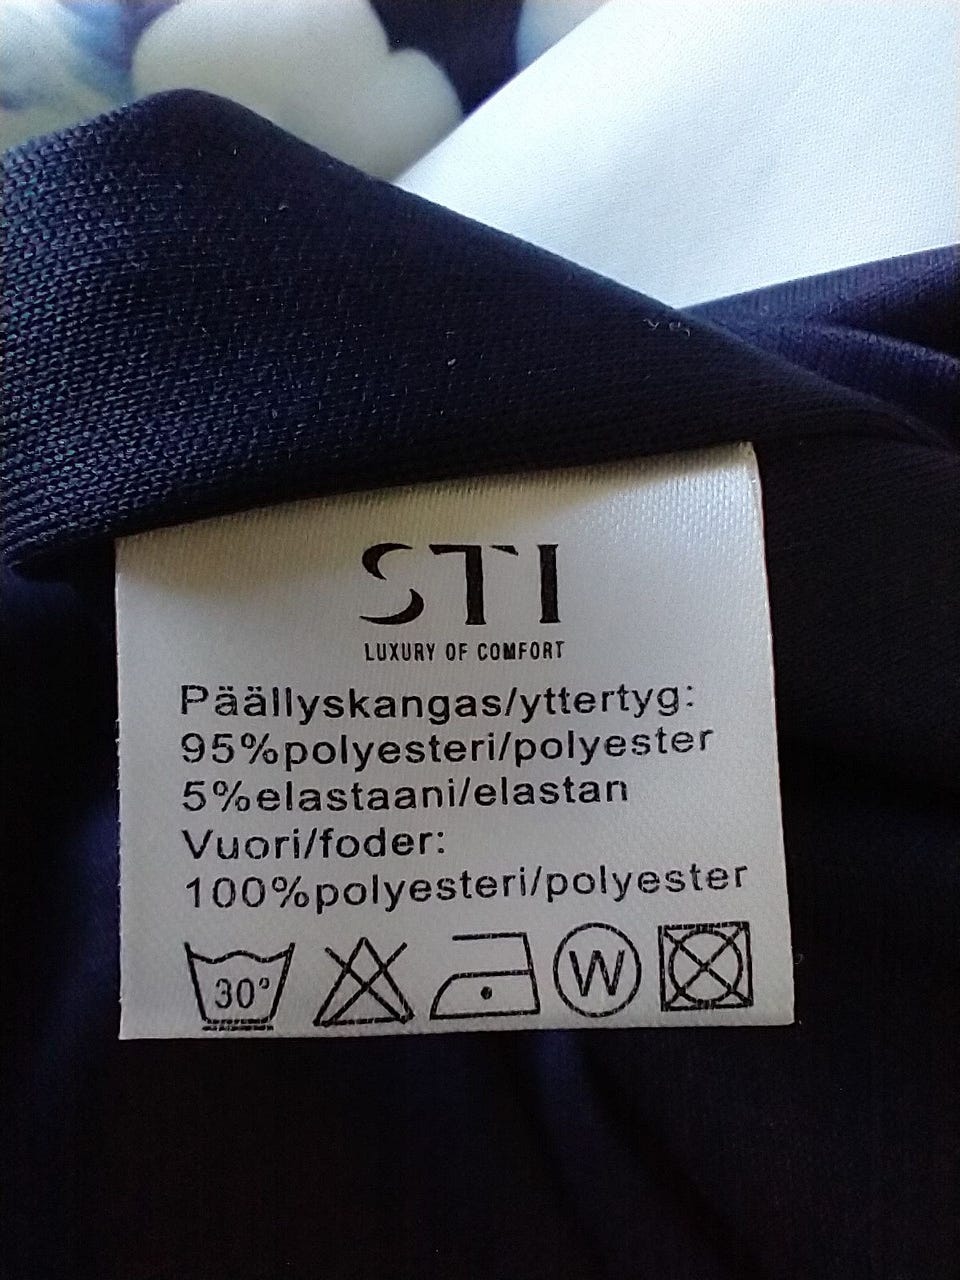 STI
LUXURY OF COMFORT
Päällyskangas/yttertyg:
95%polyesteri/polyester
5%elastaani/elastan
Vuori/foder:
100%polyesteri/polyester
30° W